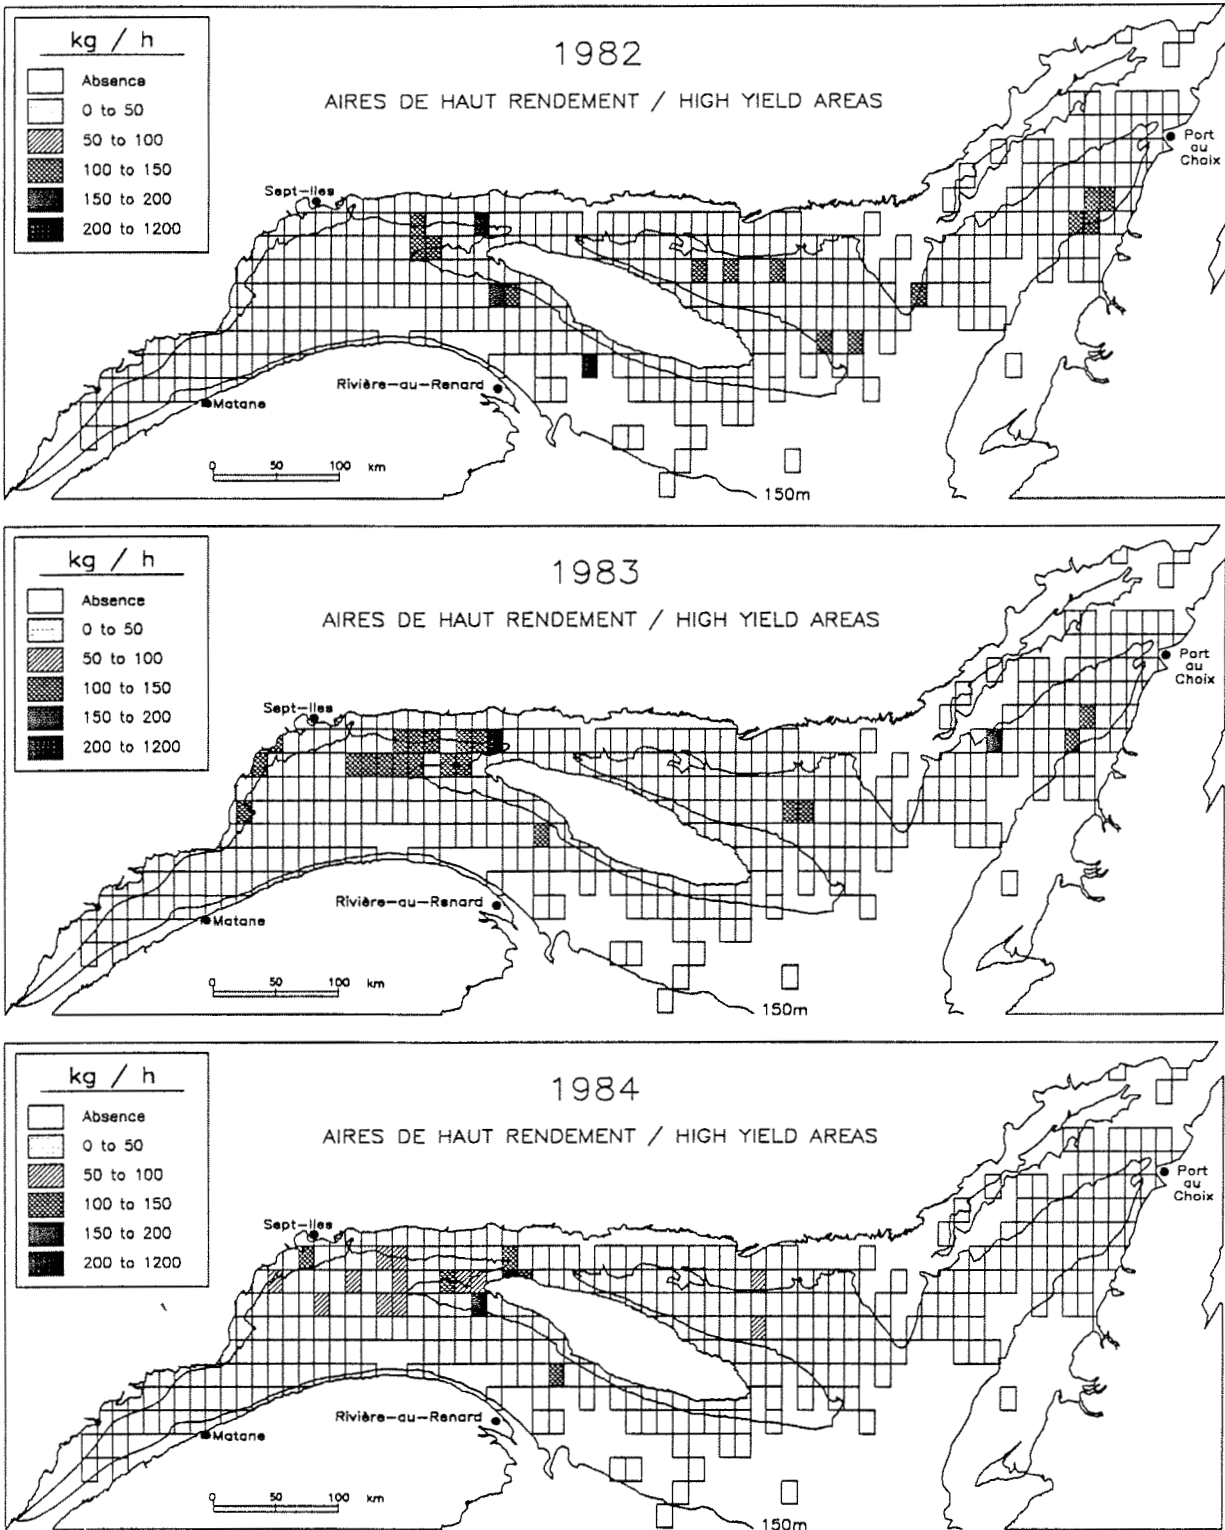 kg / h
Absence
0 to 50
50 to 100
100 to 150
150 to 200
200 to 1200
1982
AIRES DE HAUT RENDEMENT / HIGH YIELD AREAS
Sept-Iles
Port
au
Choix
Rivière-au-Renard
Matane
0 50 100 km
150m
kg / h
Absence
0 to 50
50 to 100
100 to 150
150 to 200
200 to 1200
1983
AIRES DE HAUT RENDEMENT / HIGH YIELD AREAS
Sept-Iles
Port
au
Choix
Rivière-au-Renard
Matane
0 50 100 km
150m
kg / h
Absence
0 to 50
50 to 100
100 to 150
150 to 200
200 to 1200
1984
AIRES DE HAUT RENDEMENT / HIGH YIELD AREAS
Sept-Iles
Port
au
Choix
Rivière-au-Renard
Matane
0 50 100 km
150m